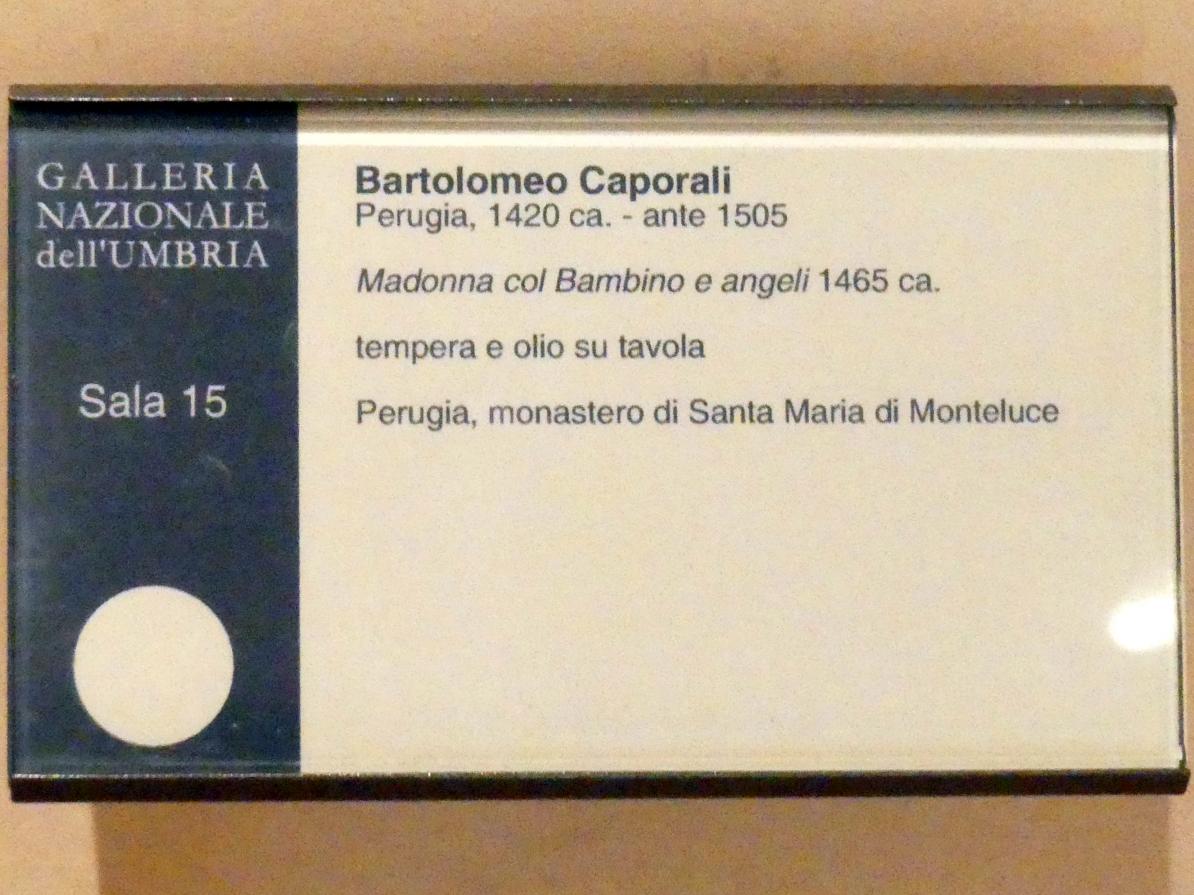 GALLERIA
NAZIONALE
dell'UMBRIA
Sala 15
Bartolomeo Caporali
Perugia, 1420 ca. - ante 1505
Madonna col Bambino e angeli 1465 ca.
tempera e olio su tavola
Perugia, monastero di Santa Maria di Monteluce